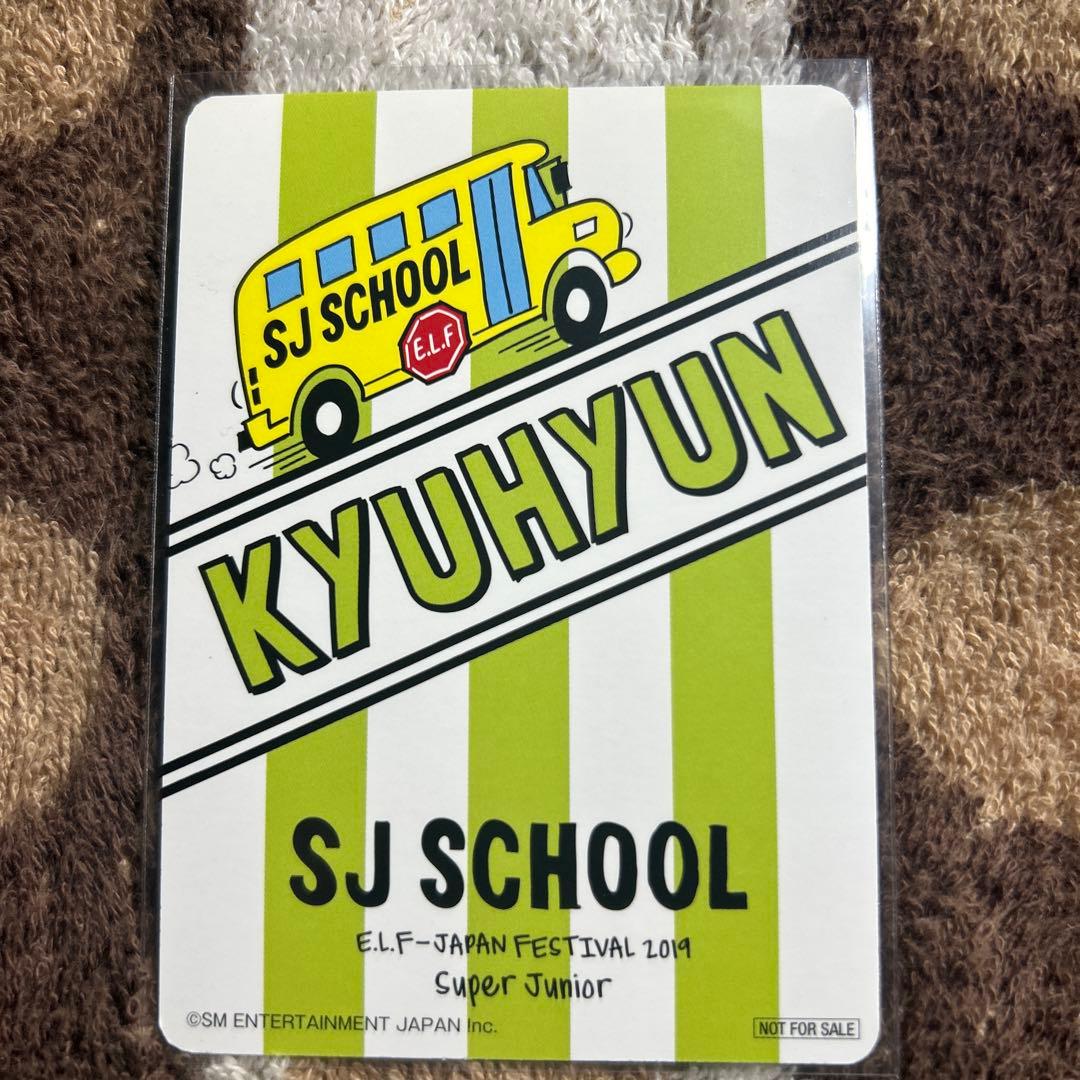 SJ SCHOOL
E.L.F
KYUHYUN
SJ SCHOOL
E.L.F-JAPAN FESTIVAL 2019
Super Junior
©SM ENTERTAINMENT JAPAN Inc.
NOT FOR SALE